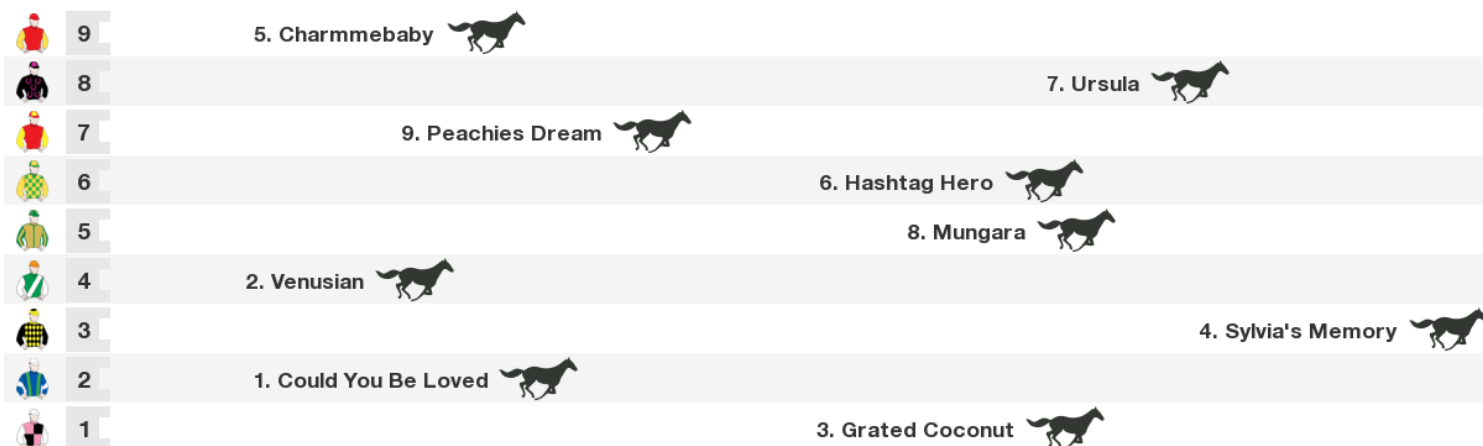 9 5. Charmmebaby
8 7. Ursula
7 9. Peachies Dream
6 6. Hashtag Hero
5 8. Mungara
4 2. Venusian
3 4. Sylvia's Memory
2 1. Could You Be Loved
1 3. Grated Coconut